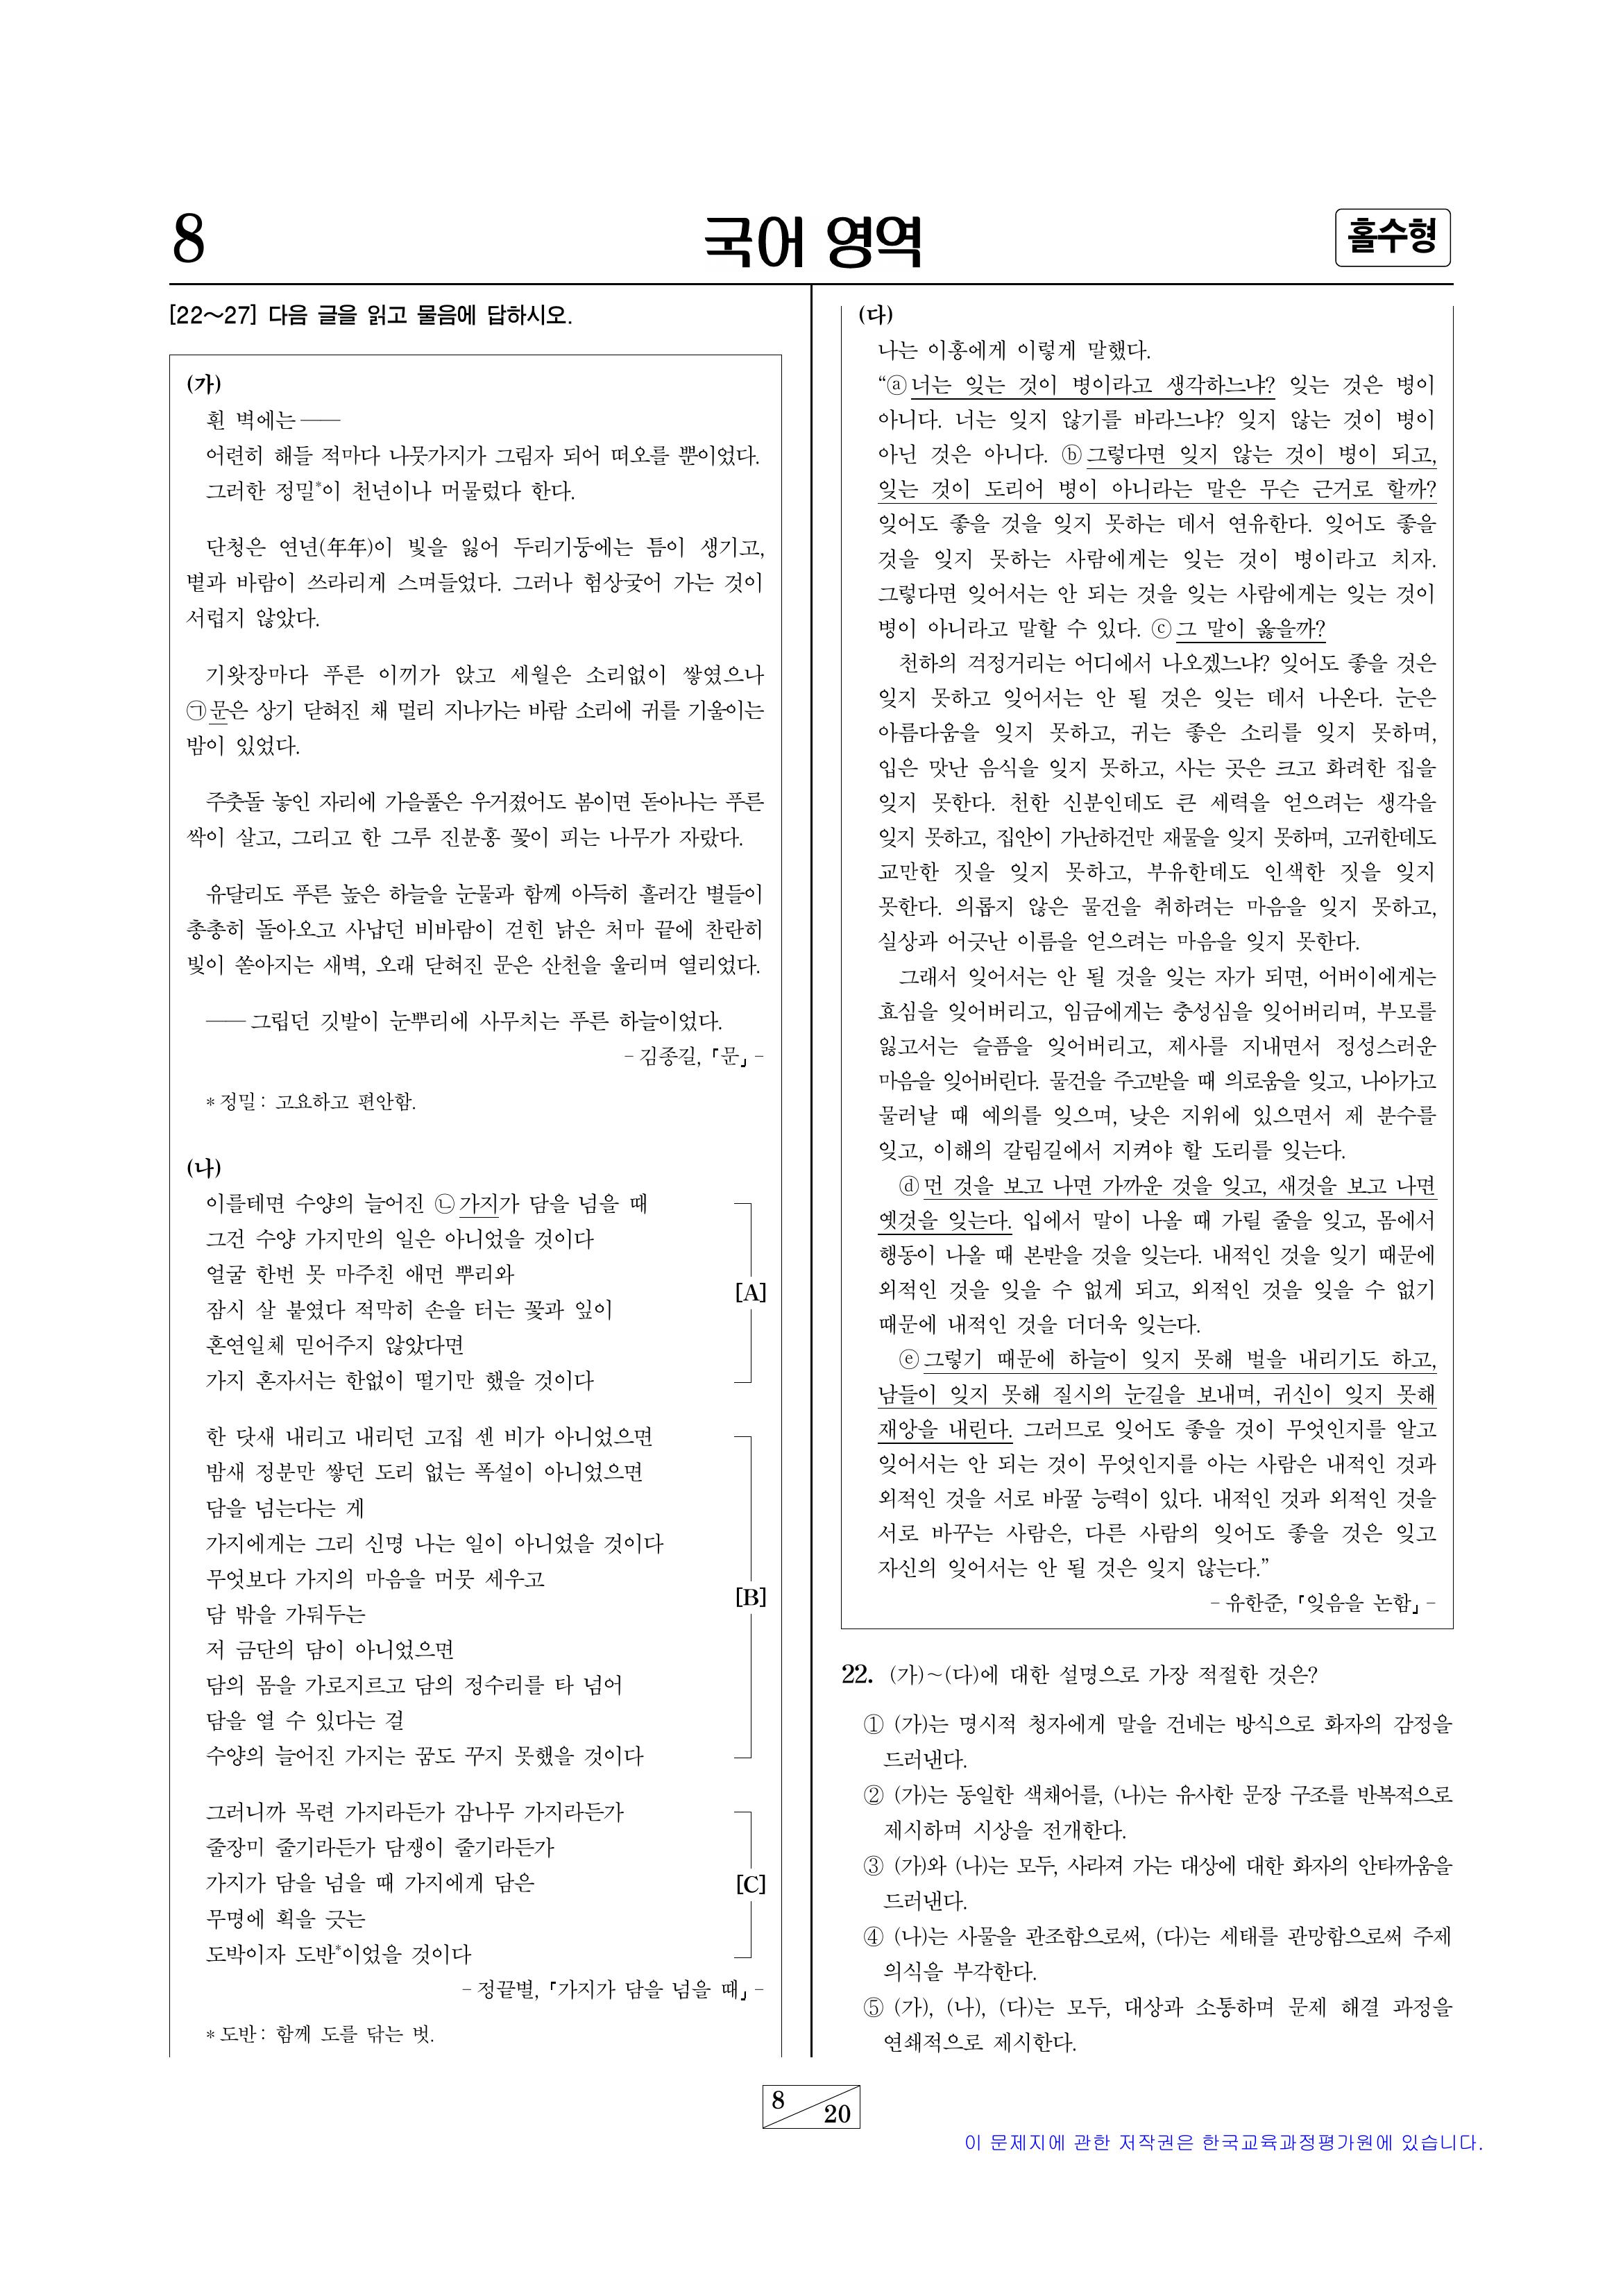 8
국어 영역
홀수형
[22~27] 다음 글을 읽고 물음에 답하시오.
(가)
흰 벽에는 ――
어련히 해들 적마다 나뭇가지가 그림자 되어 떠오를 뿐이었다.
그러한 정밀*이 천년이나 머물렀다 한다.
단청은 연년(年年)이 빛을 잃어 두리기둥에는 틈이 생기고,
볕과 바람이 쓰라리게 스며들었다. 그러나 험상궂어 가는 것이
서럽지 않았다.
기왓장마다 푸른 이끼가 앉고 세월은 소리없이 쌓였으나
㉠문은 상기 닫혀진 채 멀리 지나가는 바람 소리에 귀를 기울이는
밤이 있었다.
주춧돌 놓인 자리에 가을풀은 우거졌어도 봄이면 돋아나는 푸른
싹이 살고, 그리고 한 그루 진분홍 꽃이 피는 나무가 자랐다.
유달리도 푸른 높은 하늘을 눈물과 함께 아득히 흘러간 별들이
총총히 돌아오고 사납던 비바람이 걷힌 낡은 처마 끝에 찬란히
빛이 쏟아지는 새벽, 오래 닫혀진 문은 산천을 울리며 열리었다.
―― 그립던 깃발이 눈뿌리에 사무치는 푸른 하늘이었다.
- 김종길, 「문」 -
* 정밀 : 고요하고 편안함.
(나)
이를테면 수양의 늘어진 ㉡가지가 담을 넘을 때
그건 수양 가지만의 일은 아니었을 것이다
얼굴 한번 못 마주친 애먼 뿌리와
잠시 살 붙였다 적막히 손을 터는 꽃과 잎이
혼연일체 믿어주지 않았다면
가지 혼자서는 한없이 떨기만 했을 것이다
[A]
한 닷새 내리고 내리던 고집 센 비가 아니었으면
밤새 정분만 쌓던 도리 없는 폭설이 아니었으면
담을 넘는다는 게
가지에게는 그리 신명 나는 일이 아니었을 것이다
무엇보다 가지의 마음을 머뭇 세우고
담 밖을 가둬두는
저 금단의 담이 아니었으면
담의 몸을 가로지르고 담의 정수리를 타 넘어
담을 열 수 있다는 걸
수양의 늘어진 가지는 꿈도 꾸지 못했을 것이다
[B]
그러니까 목련 가지라든가 감나무 가지라든가
줄장미 줄기라든가 담쟁이 줄기라든가
가지가 담을 넘을 때 가지에게 담은
무명에 획을 긋는
도박이자 도반*이었을 것이다
[C]
- 정끝별, 「가지가 담을 넘을 때」 -
* 도반 : 함께 도를 닦는 벗.
(다)
나는 이홍에게 이렇게 말했다.
“ⓐ너는 잊는 것이 병이라고 생각하느냐? 잊는 것은 병이
아니다. 너는 잊지 않기를 바라느냐? 잊지 않는 것이 병이
아닌 것은 아니다. ⓑ그렇다면 잊지 않는 것이 병이 되고,
잊는 것이 도리어 병이 아니라는 말은 무슨 근거로 할까?
잊어도 좋을 것을 잊지 못하는 데서 연유한다. 잊어도 좋을
것을 잊지 못하는 사람에게는 잊는 것이 병이라고 치자.
그렇다면 잊어서는 안 되는 것을 잊는 사람에게는 잊는 것이
병이 아니라고 말할 수 있다. ⓒ그 말이 옳을까?
천하의 걱정거리는 어디에서 나오겠느냐? 잊어도 좋을 것은
잊지 못하고 잊어서는 안 될 것은 잊는 데서 나온다. 눈은
아름다움을 잊지 못하고, 귀는 좋은 소리를 잊지 못하며,
입은 맛난 음식을 잊지 못하고, 사는 곳은 크고 화려한 집을
잊지 못한다. 천한 신분인데도 큰 세력을 얻으려는 생각을
잊지 못하고, 집안이 가난하건만 재물을 잊지 못하며, 고귀한데도
교만한 짓을 잊지 못하고, 부유한데도 인색한 짓을 잊지
못한다. 의롭지 않은 물건을 취하려는 마음을 잊지 못하고,
실상과 어긋난 이름을 얻으려는 마음을 잊지 못한다.
그래서 잊어서는 안 될 것을 잊는 자가 되면, 어버이에게는
효심을 잊어버리고, 임금에게는 충성심을 잊어버리며, 부모를
잃고서는 슬픔을 잊어버리고, 제사를 지내면서 정성스러운
마음을 잊어버린다. 물건을 주고받을 때 의로움을 잊고, 나아가고
물러날 때 예의를 잊으며, 낮은 지위에 있으면서 제 분수를
잊고, 이해의 갈림길에서 지켜야 할 도리를 잊는다.
ⓓ먼 것을 보고 나면 가까운 것을 잊고, 새것을 보고 나면
옛것을 잊는다. 입에서 말이 나올 때 가릴 줄을 잊고, 몸에서
행동이 나올 때 본받을 것을 잊는다. 내적인 것을 잊기 때문에
외적인 것을 잊을 수 없게 되고, 외적인 것을 잊을 수 없기
때문에 내적인 것을 더더욱 잊는다.
ⓔ그렇기 때문에 하늘이 잊지 못해 벌을 내리기도 하고,
남들이 잊지 못해 질시의 눈길을 보내며, 귀신이 잊지 못해
재앙을 내린다. 그러므로 잊어도 좋을 것이 무엇인지를 알고
잊어서는 안 되는 것이 무엇인지를 아는 사람은 내적인 것과
외적인 것을 서로 바꿀 능력이 있다. 내적인 것과 외적인 것을
서로 바꾸는 사람은, 다른 사람의 잊어도 좋을 것은 잊고
자신의 잊어서는 안 될 것은 잊지 않는다.”
- 유한준, 「잊음을 논함」 -
22. (가)~(다)에 대한 설명으로 가장 적절한 것은?
① (가)는 명시적 청자에게 말을 건네는 방식으로 화자의 감정을
드러낸다.
② (가)는 동일한 색채어를, (나)는 유사한 문장 구조를 반복적으로
제시하며 시상을 전개한다.
③ (가)와 (나)는 모두, 사라져 가는 대상에 대한 화자의 안타까움을
드러낸다.
④ (나)는 사물을 관조함으로써, (다)는 세태를 관망함으로써 주제
의식을 부각한다.
⑤ (가), (나), (다)는 모두, 대상과 소통하며 문제 해결 과정을
연쇄적으로 제시한다.
8
20
이 문제지에 관한 저작권은 한국교육과정평가원에 있습니다.